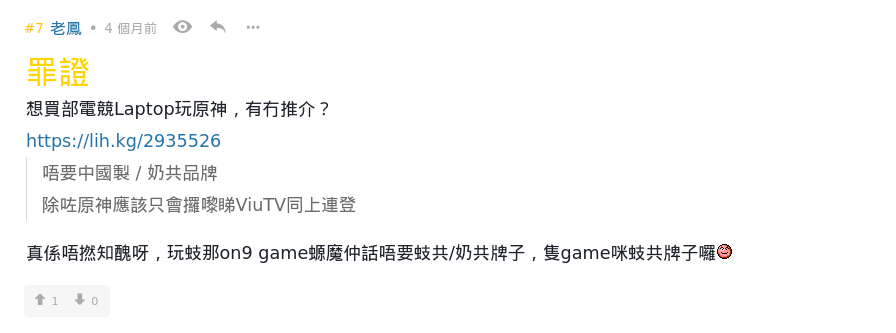 #7 老鳳 • 4 個月前
罪證
想買部電競Laptop玩原神，有冇推介？
https://lih.kg/2935526
唔要中國製 / 奶共品牌
除咗原神應該只會攞嚟睇ViuTV同上連登
真係唔撚知醜呀，玩蚑那on9 game螈魔仲話唔要蚑共/奶共牌子，隻game咪蚑共牌子囉
1 0